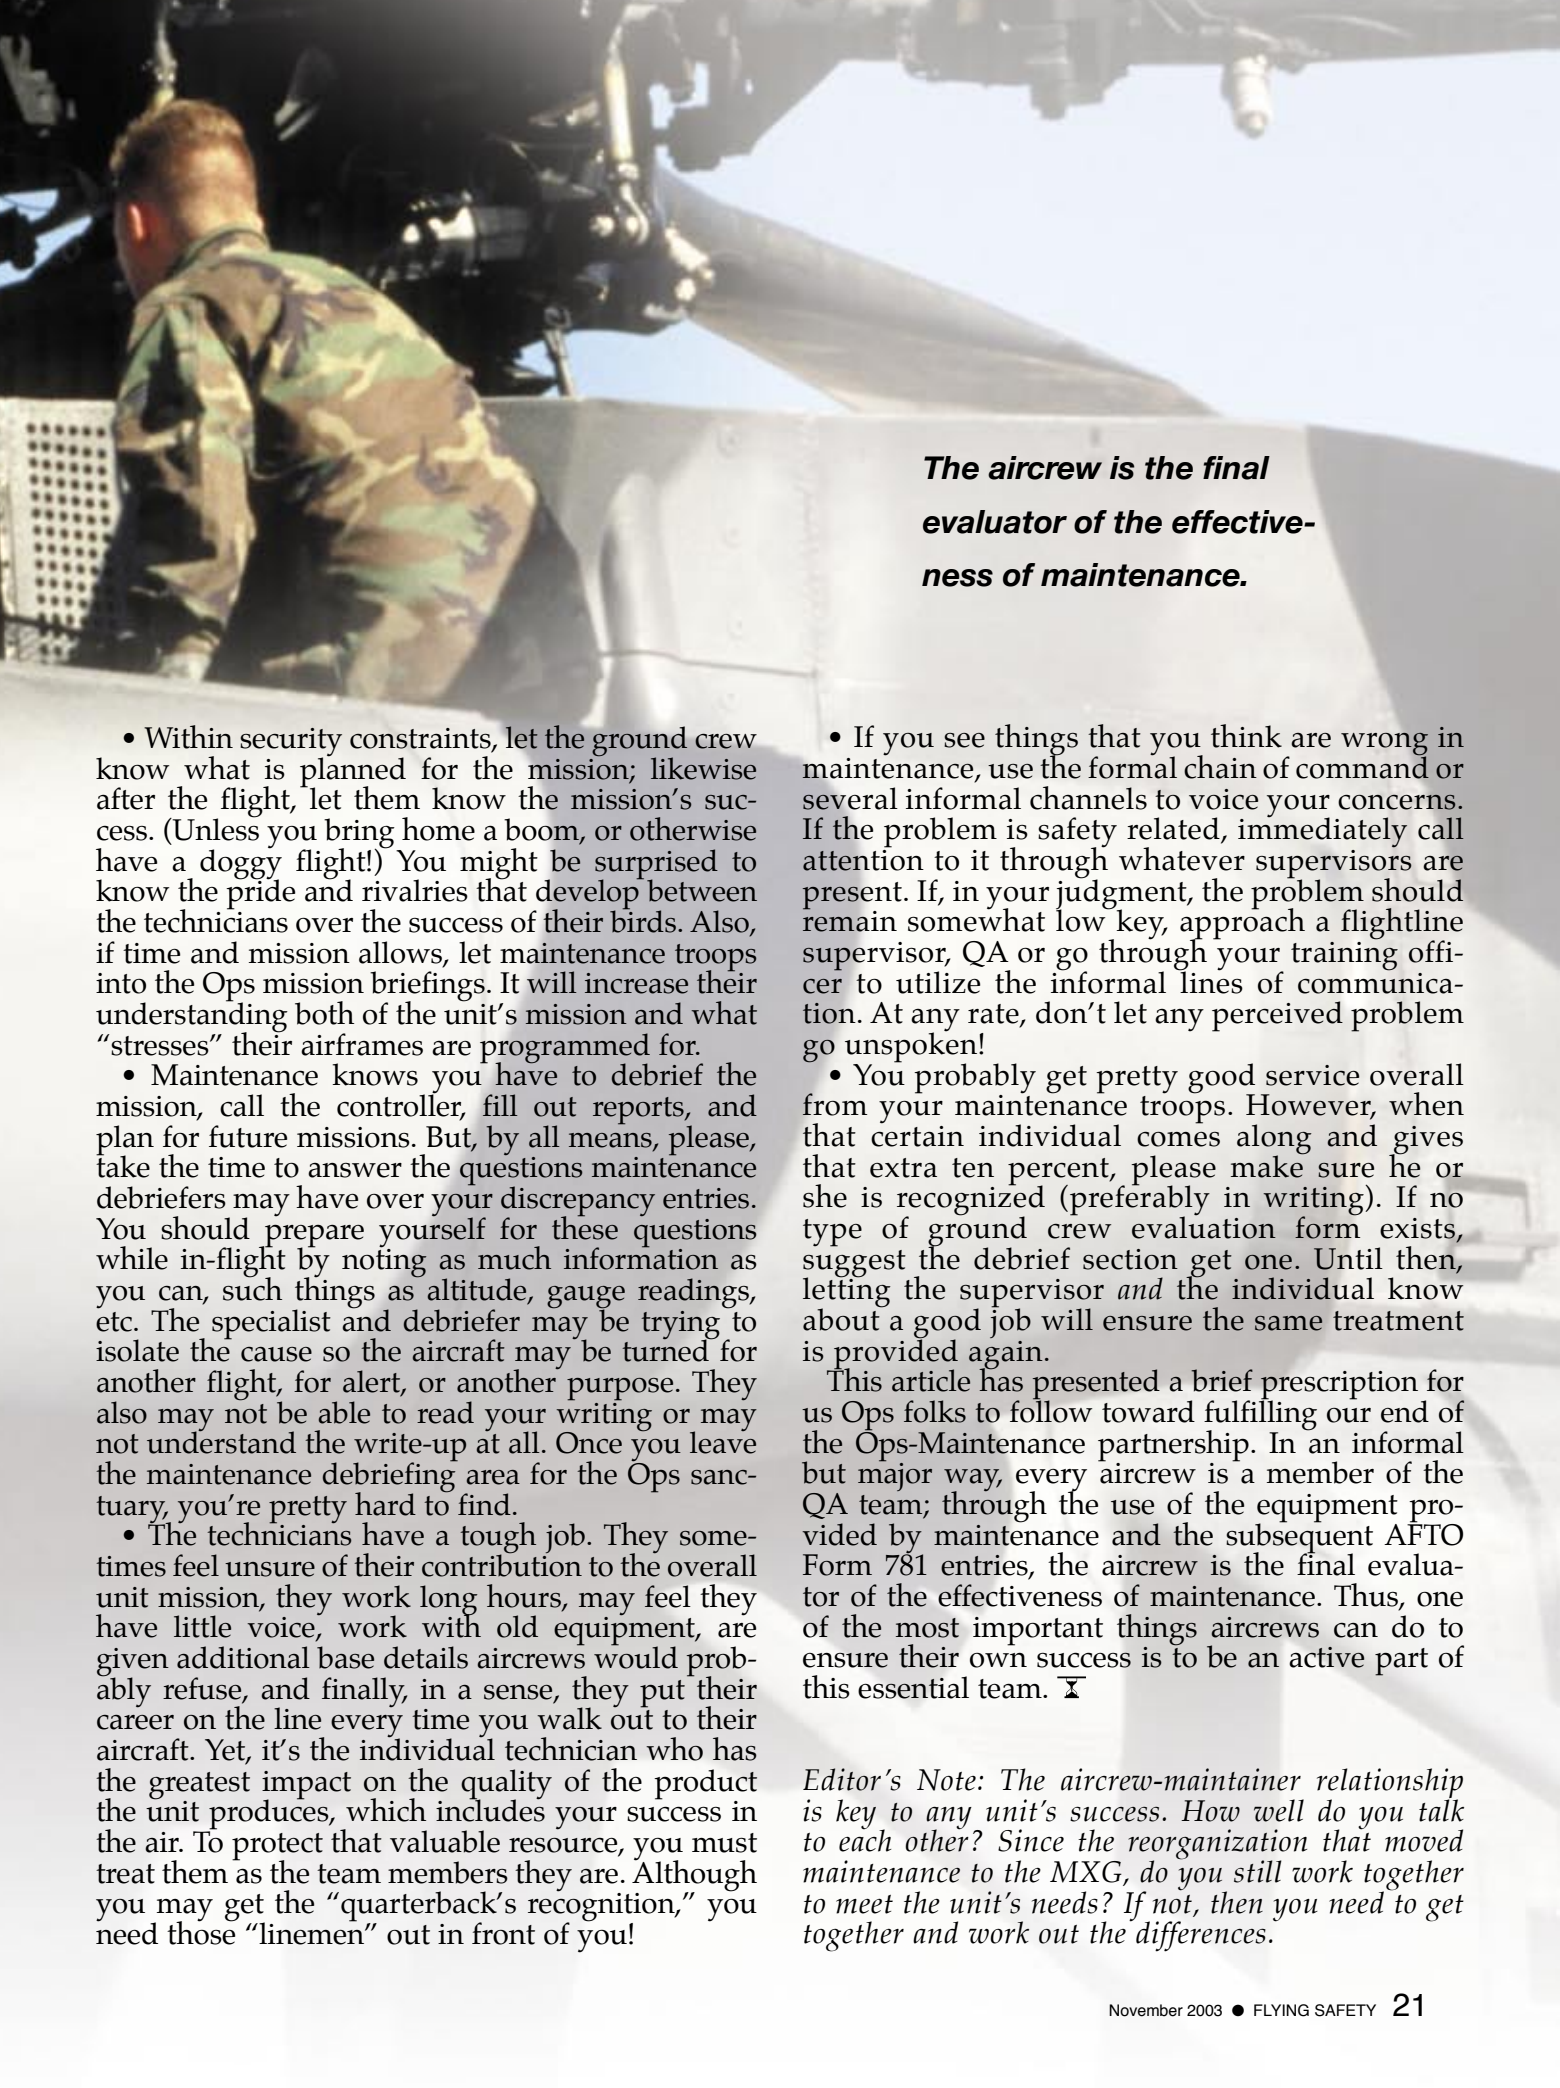 The aircrew is the final
evaluator of the effective-
ness of maintenance.
• Within security constraints, let the ground crew
know what is planned for the mission; likewise
after the flight, let them know the mission's suc-
cess. (Unless you bring home a boom, or otherwise
have a doggy flight!) You might be surprised to
know the pride and rivalries that develop between
the technicians over the success of their birds. Also,
if time and mission allows, let maintenance troops
into the Ops mission briefings. It will increase their
understanding both of the unit's mission and what
“stresses” their airframes are programmed for.
• Maintenance knows you have to debrief the
mission, call the controller, fill out reports, and
plan for future missions. But, by all means, please,
take the time to answer the questions maintenance
debriefers may have over your discrepancy entries.
You should prepare yourself for these questions
while in-flight by noting as much information as
you can, such things as altitude, gauge readings,
etc. The specialist and debriefer may be trying to
isolate the cause so the aircraft may be turned for
another flight, for alert, or another purpose. They
also may not be able to read your writing or may
not understand the write-up at all. Once you leave
the maintenance debriefing area for the Ops sanc-
tuary, you're pretty hard to find.
• The technicians have a tough job. They some-
times feel unsure of their contribution to the overall
unit mission, they work long hours, may feel they
have little voice, work with old equipment, are
given additional base details aircrews would prob-
ably refuse, and finally, in a sense, they put their
career on the line every time you walk out to their
aircraft. Yet, it's the individual technician who has
the greatest impact on the quality of the product
the unit produces, which includes your success in
the air. To protect that valuable resource, you must
treat them as the team members they are. Although
you may get the “quarterback's recognition,” you
need those “linemen” out in front of you!
• If you see things that you think are wrong in
maintenance, use the formal chain of command or
several informal channels to voice your concerns.
If the problem is safety related, immediately call
attention to it through whatever supervisors are
present. If, in your judgment, the problem should
remain somewhat low key, approach a flightline
supervisor, QA or go through your training offi-
cer to utilize the informal lines of communica-
tion. At any rate, don't let any perceived problem
go unspoken!
• You probably get pretty good service overall
from your maintenance troops. However, when
that certain individual comes along and gives
that extra ten percent, please make sure he or
she is recognized (preferably in writing). If no
type of ground crew evaluation form exists,
suggest the debrief section get one. Until then,
letting the supervisor and the individual know
about a good job will ensure the same treatment
is provided again.
This article has presented a brief prescription for
us Ops folks to follow toward fulfilling our end of
the Ops-Maintenance partnership. In an informal
but major way, every aircrew is a member of the
QA team; through the use of the equipment pro-
vided by maintenance and the subsequent AFTO
Form 781 entries, the aircrew is the final evalua-
tor of the effectiveness of maintenance. Thus, one
of the most important things aircrews can do to
ensure their own success is to be an active part of
this essential team.
Editor's Note: The aircrew-maintainer relationship
is key to any unit's success. How well do you talk
to each other? Since the reorganization that moved
maintenance to the MXG, do you still work together
to meet the unit's needs? If not, then you need to get
together and work out the differences.
November 2003 ● FLYING SAFETY 21